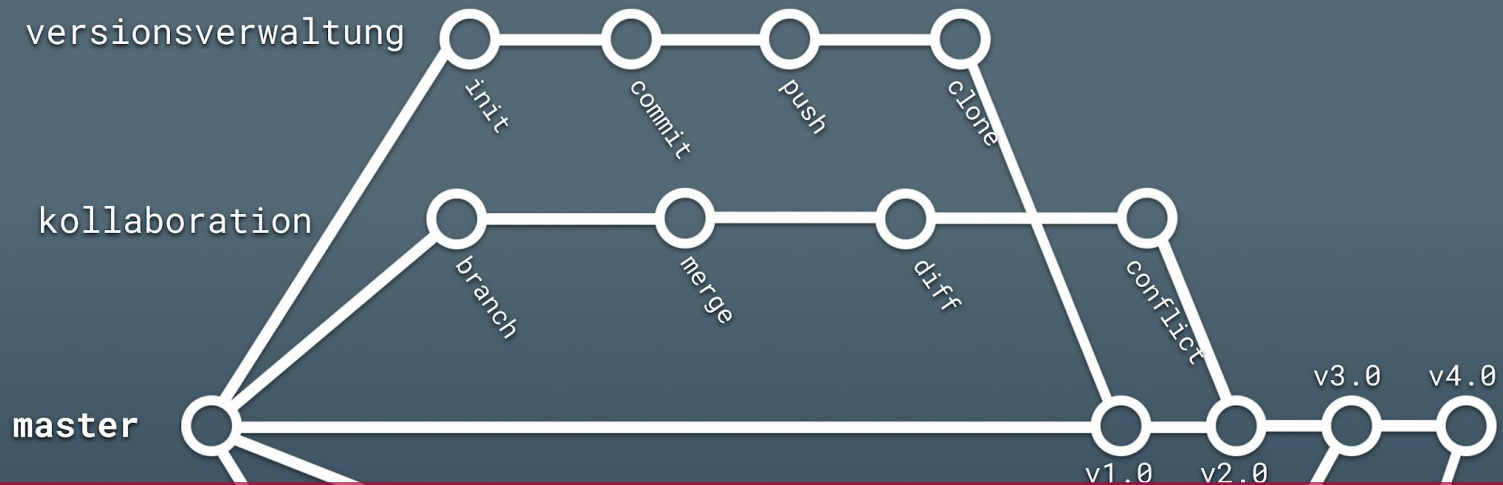 versionsverwaltung
init
commit
push
clone
kollaboration
branch
merge
diff
conflict
master
v3.0
v4.0
v1.0
v2.0